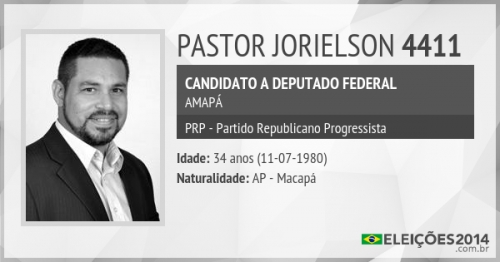 PASTOR JORIELSON 4411
CANDIDATO A DEPUTADO FEDERAL
AMAPÁ
PRP - Partido Republicano Progressista
Idade: 34 anos (11-07-1980)
Naturalidade: AP - Macapá
ELEIÇÕES2014
.com.br